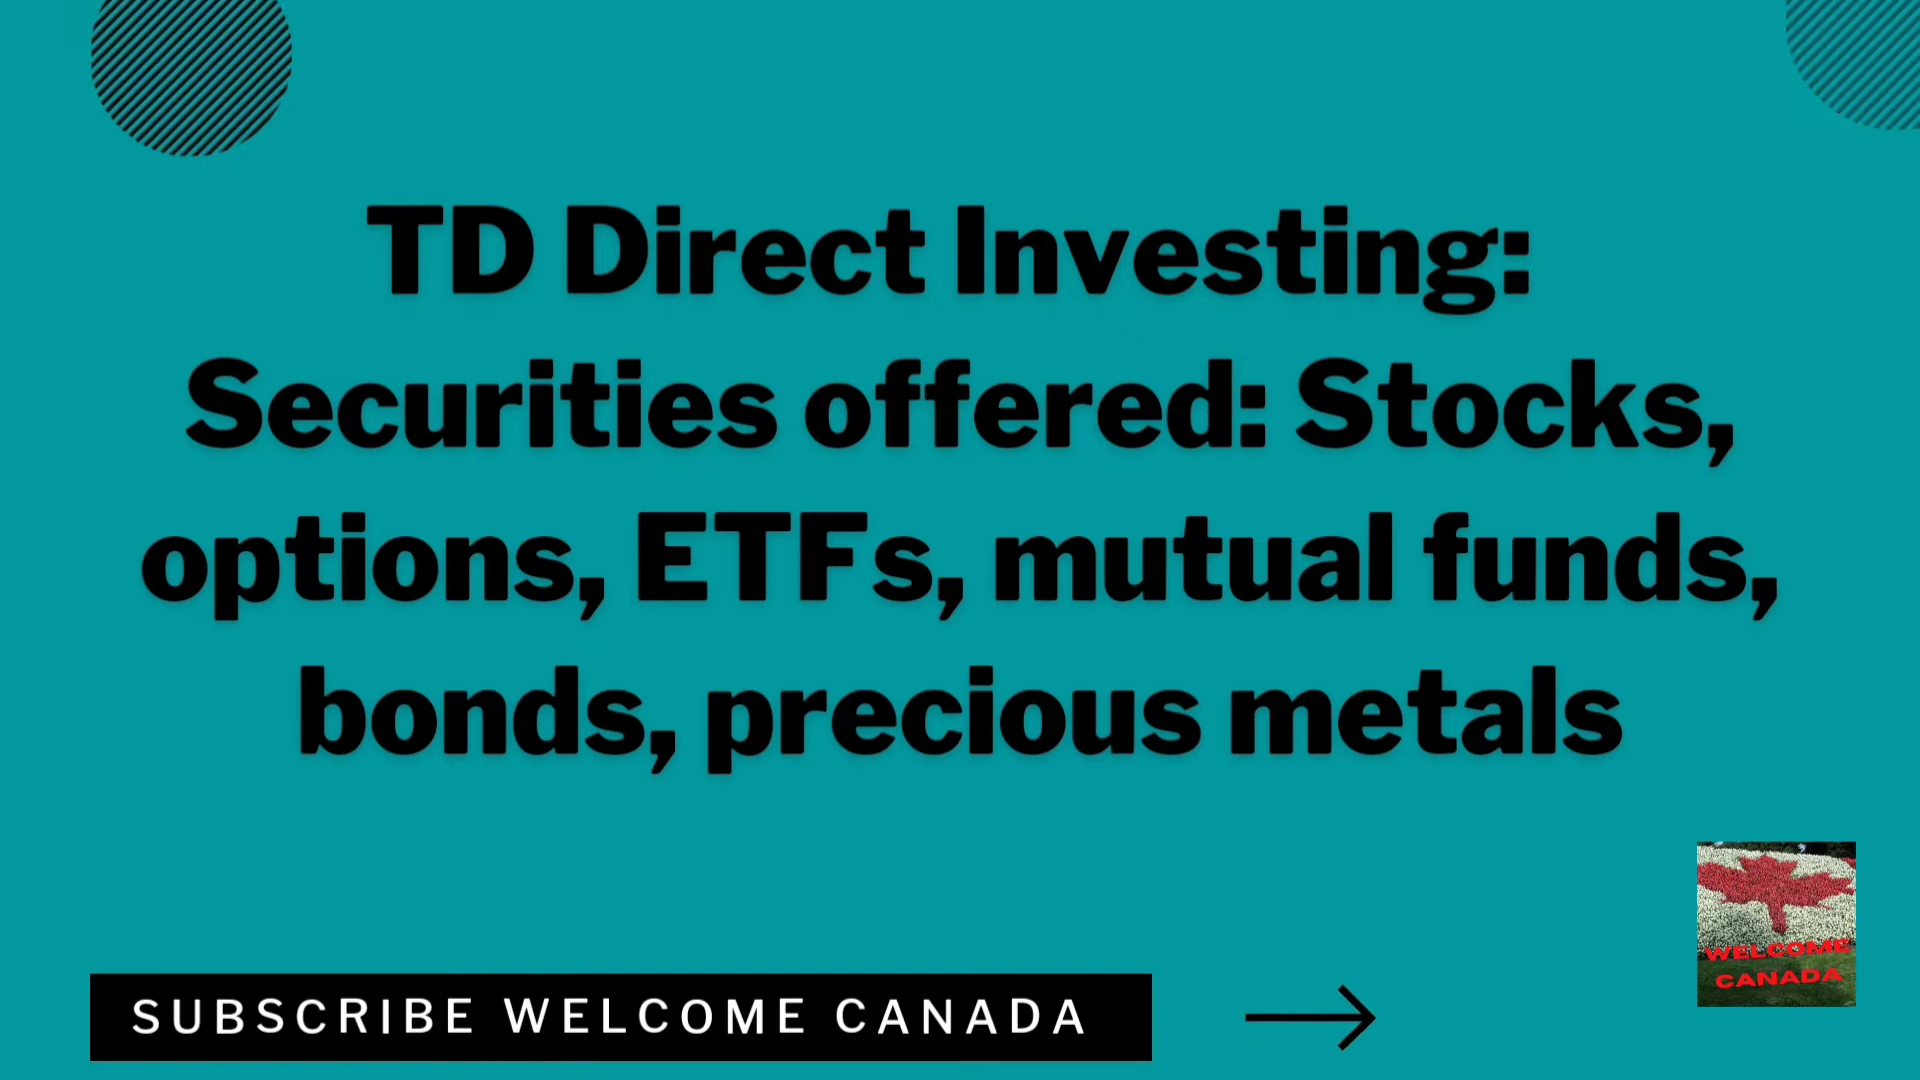 TD Direct Investing:
Securities offered: Stocks,
options, ETFs, mutual funds,
bonds, precious metals
SUBSCRIBE WELCOME CANADA
WELCOME
CANADA